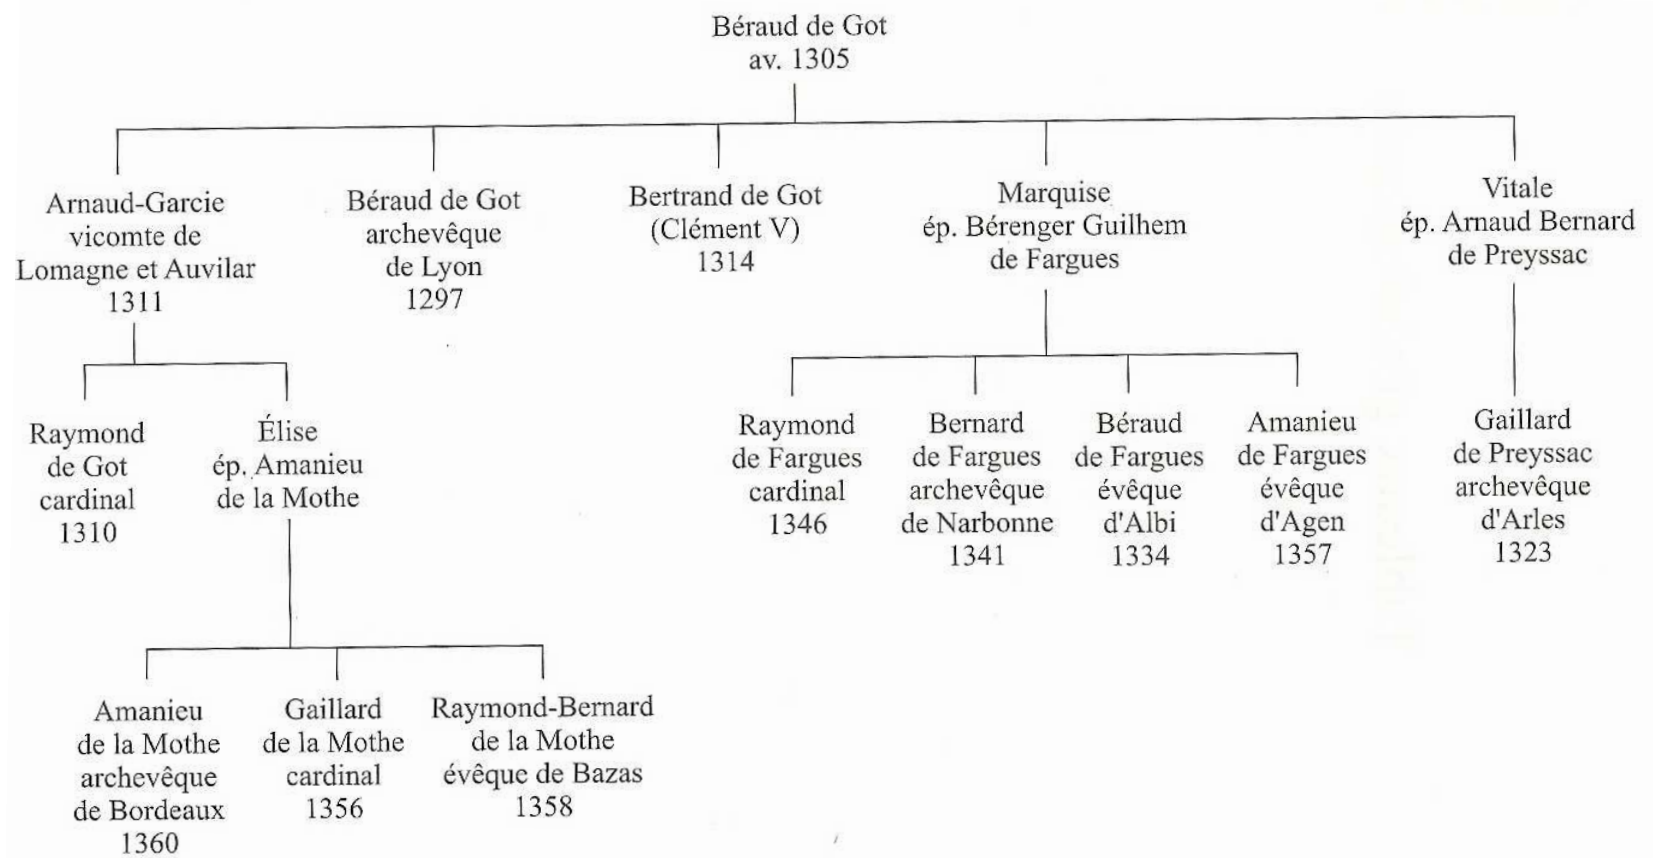 Béraud de Got
av. 1305
Arnaud-Garcie
vicomte de
Lomagne et Auvilar
1311
Béraud de Got
archevêque
de Lyon
1297
Bertrand de Got
(Clément V)
1314
Marquise
ép. Bérenger Guilhem
de Fargues
Vitale
ép. Arnaud Bernard
de Preyssac
Raymond
de Got
cardinal
1310
Élise
ép. Amanieu
de la Mothe
Raymond
de Fargues
cardinal
1346
Bernard
de Fargues
archevêque
de Narbonne
1341
Béraud
de Fargues
évêque
d'Albi
1334
Amanieu
de Fargues
évêque
d'Agen
1357
Gaillard
de Preyssac
archevêque
d'Arles
1323
Amanieu
de la Mothe
archevêque
de Bordeaux
1360
Gaillard
de la Mothe
cardinal
1356
Raymond-Bernard
de la Mothe
évêque de Bazas
1358